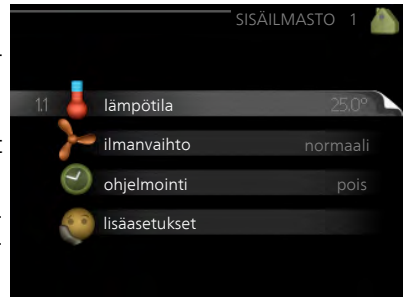 SISÄILMASTO 1
1.1 lämpötila 25.0°
ilmanvaihto normaali
ohjelmointi pois
lisäasetukset